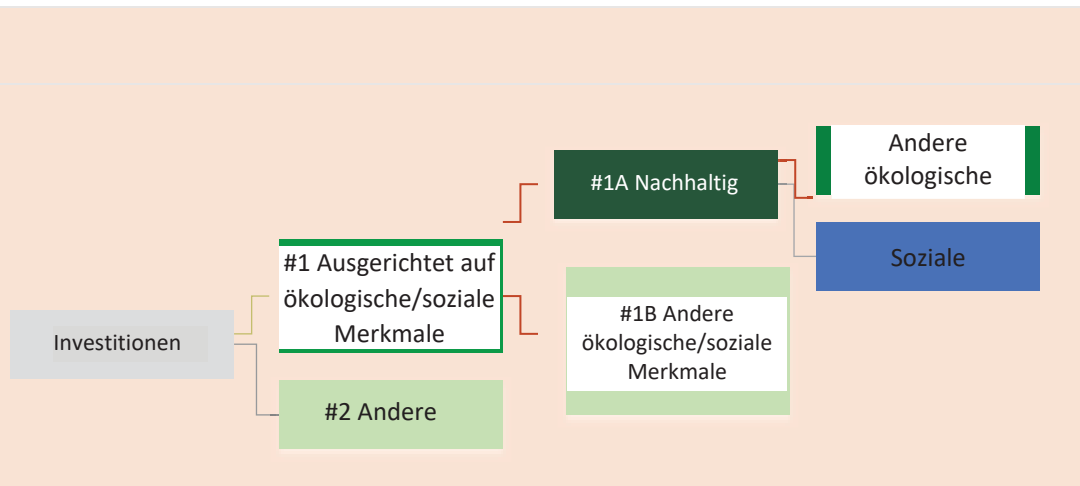 Investitionen
#1 Ausgerichtet auf
ökologische/soziale
Merkmale
#2 Andere
#1A Nachhaltig
#1B Andere
ökologische/soziale
Merkmale
Andere
ökologische
Soziale